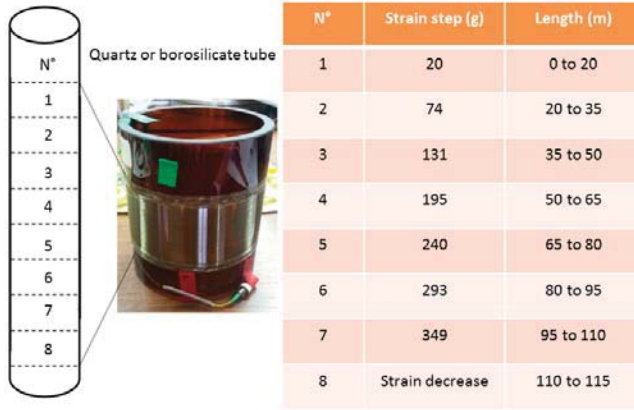 N°
1
2
3
4
5
6
7
8
Quartz or borosilicate tube
N° Strain step (g) Length (m)
1 20 0 to 20
2 74 20 to 35
3 131 35 to 50
4 195 50 to 65
5 240 65 to 80
6 293 80 to 95
7 349 95 to 110
8 Strain decrease 110 to 115